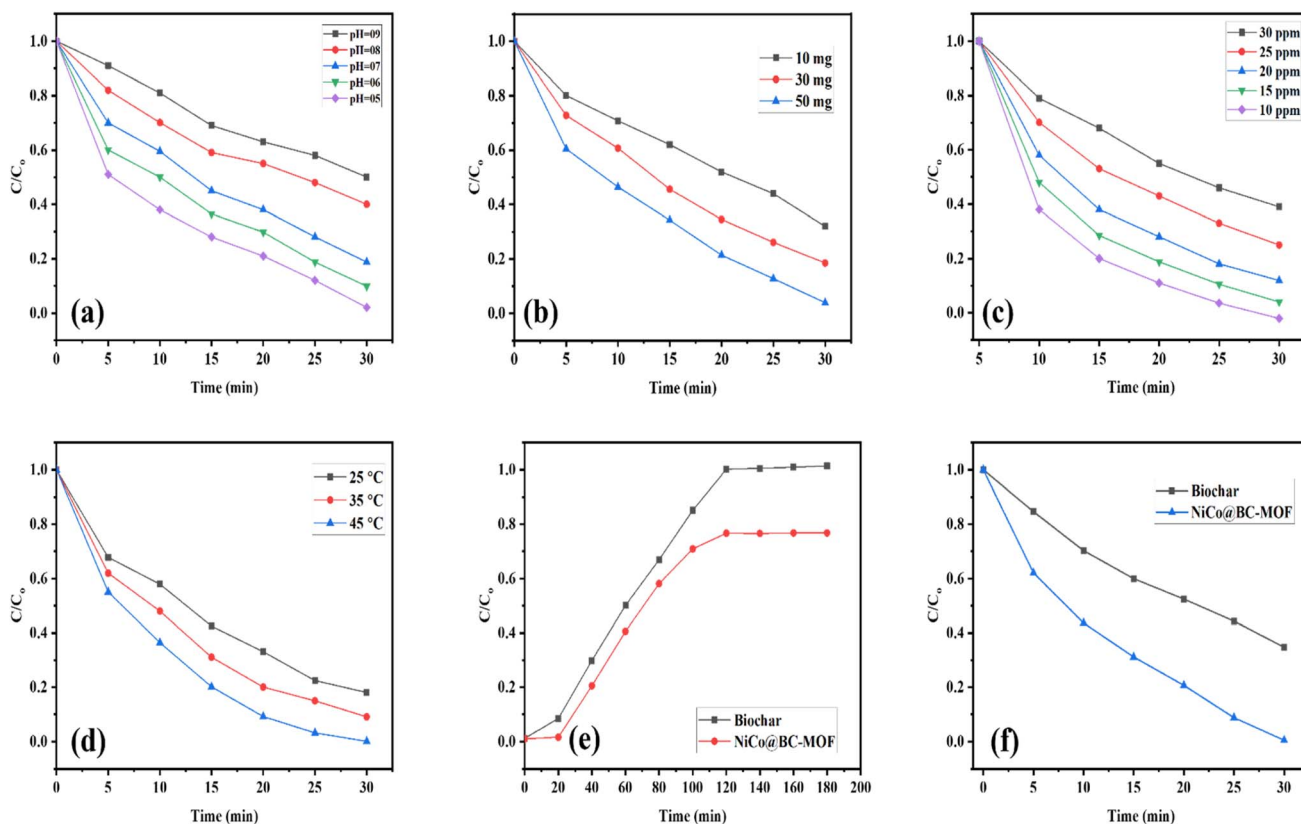 1.0
0.8
0.6
0.4
0.2
0.0
C/Co
pH=09
pH=08
pH=07
pH=06
pH=05
(a)
0 5 10 15 20 25 30
Time (min)
1.0
0.8
0.6
0.4
0.2
0.0
C/Co
10 mg
30 mg
50 mg
(b)
0 5 10 15 20 25 30
Time (min)
1.0
0.8
0.6
0.4
0.2
0.0
C/Co
30 ppm
25 ppm
20 ppm
15 ppm
10 ppm
(c)
5 10 15 20 25 30
Time (min)
1.0
0.8
0.6
0.4
0.2
0.0
C/Co
25 °C
35 °C
45 °C
(d)
0 5 10 15 20 25 30
Time (min)
1.0
0.8
0.6
0.4
0.2
0.0
C/Co
(e)
Biochar
NiCo@BC-MOF
0 20 40 60 80 100 120 140 160 180 200
Time (min)
1.0
0.8
0.6
0.4
0.2
0.0
C/Co
Biochar
NiCo@BC-MOF
(f)
0 5 10 15 20 25 30
Time (min)